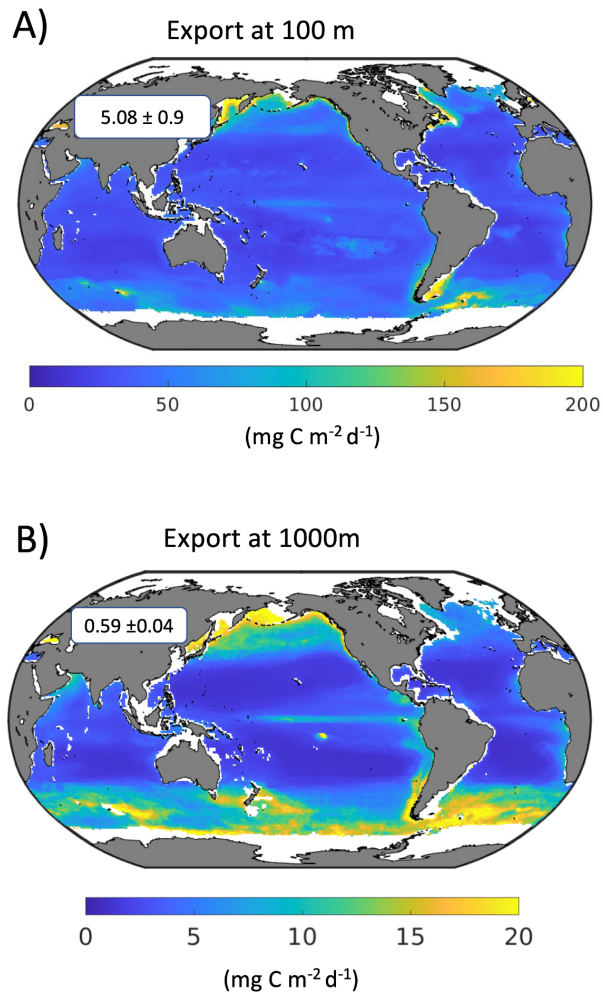 A)
Export at 100 m
5.08 ± 0.9
0 50 100 150 200
(mg C m⁻² d⁻¹)
B)
Export at 1000m
0.59 ±0.04
0 5 10 15 20
(mg C m⁻² d⁻¹)